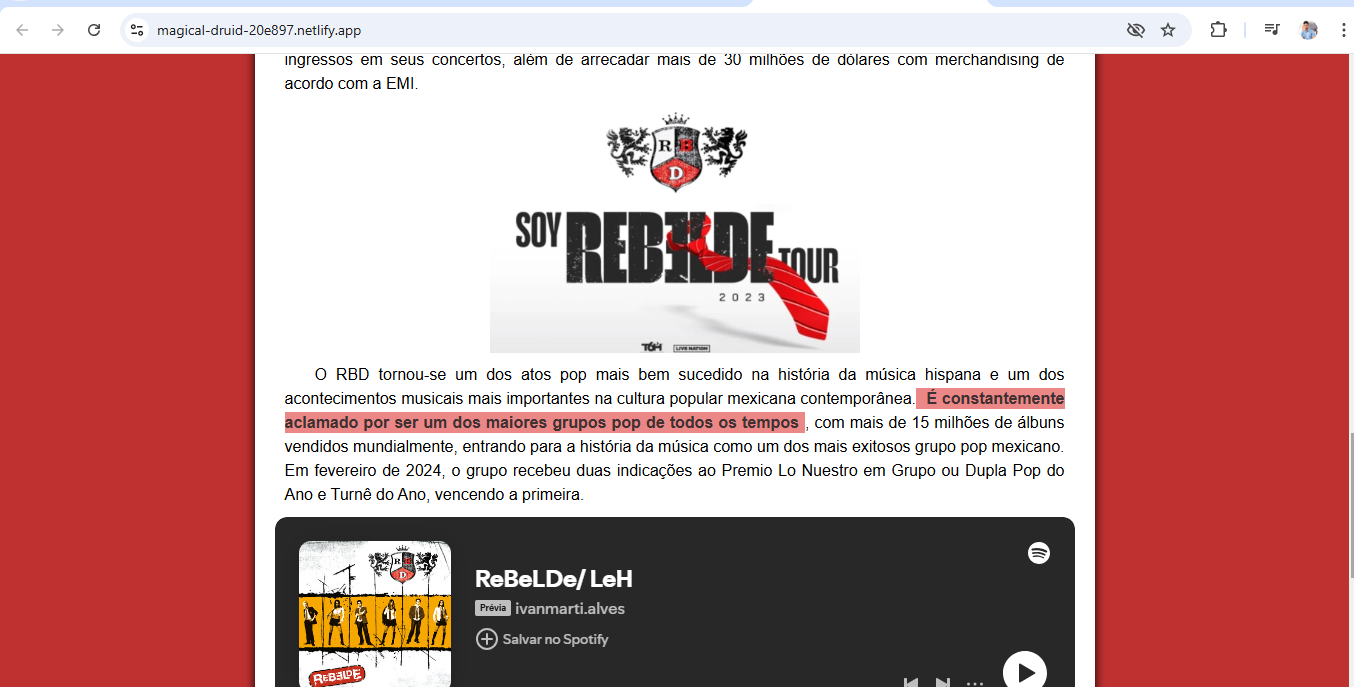 magical-druid-20e897.netlify.app
ingressos em seus concertos, além de arrecadar mais de 30 milhões de dólares com merchandising de
acordo com a EMI.
R B
D
SOY REBELDE TOUR
2023
T6H LIVE NATION
O RBD tornou-se um dos atos pop mais bem sucedido na história da música hispana e um dos
acontecimentos musicais mais importantes na cultura popular mexicana contemporânea. É constantemente
aclamado por ser um dos maiores grupos pop de todos os tempos , com mais de 15 milhões de álbuns
vendidos mundialmente, entrando para a história da música como um dos mais exitosos grupo pop mexicano.
Em fevereiro de 2024, o grupo recebeu duas indicações ao Premio Lo Nuestro em Grupo ou Dupla Pop do
Ano e Turnê do Ano, vencendo a primeira.
R B
D
REBELDE
ReBeLDe/ LeH
Prévia ivanmarti.alves
Salvar no Spotify